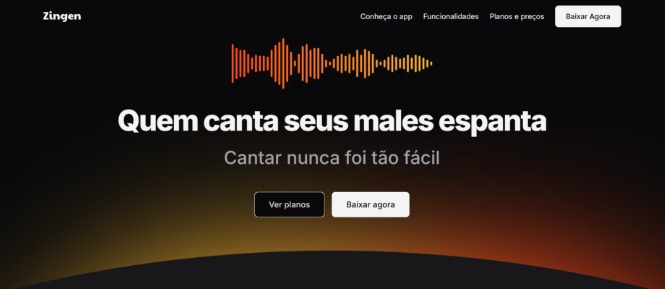 Zingen
Conheça o app Funcionalidades Planos e preços Baixar Agora
Quem canta seus males espanta
Cantar nunca foi tão fácil
Ver planos Baixar agora